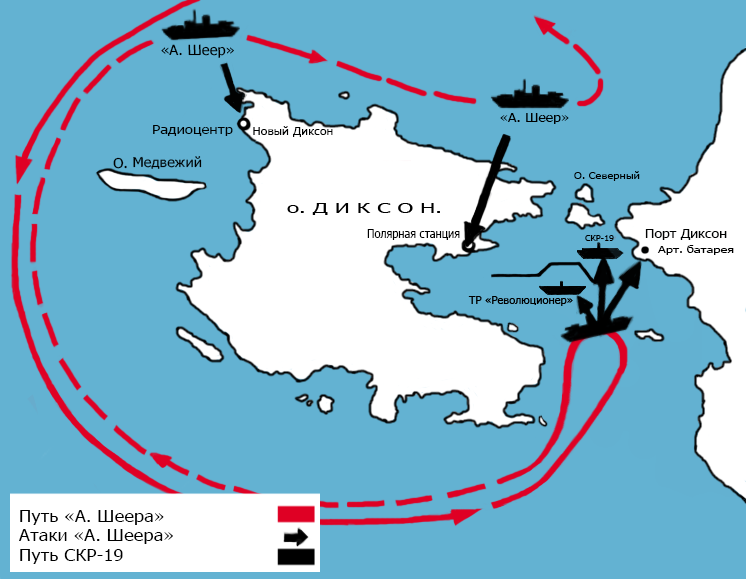 «А. Шеер»
«А. Шеер»
Радиоцентр
Новый Диксон
О. Медвежий
О. Северный
о. ДИКСОН.
Полярная станция
Порт Диксон
СКР-19
Арт. батарея
ТР «Революционер»
Путь «А. Шеера»
Атаки «А. Шеера»
Путь СКР-19